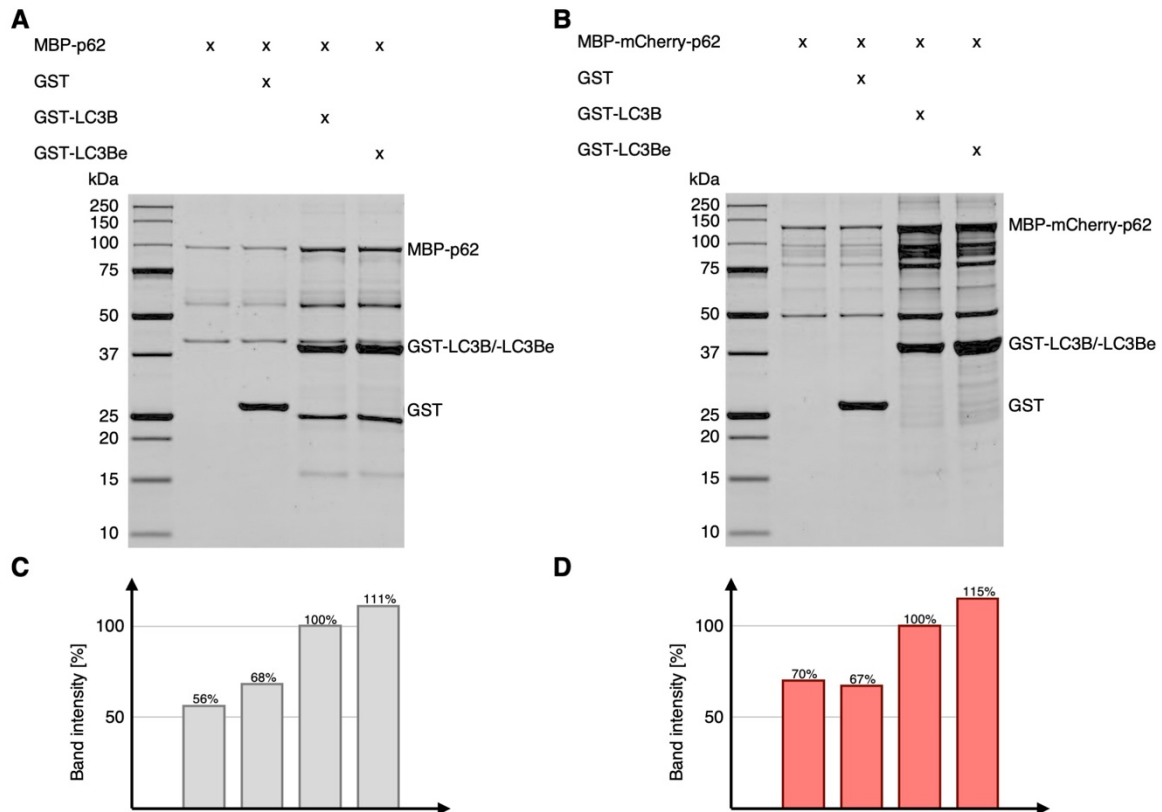 A
MBP-p62 x x x x
GST x
GST-LC3B x
GST-LC3Be x
kDa
250
150
100
75
50
37
25
20
15
10
MBP-p62
GST-LC3B/-LC3Be
GST
B
MBP-mCherry-p62 x x x x
GST x
GST-LC3B x
GST-LC3Be x
kDa
250
150
100
75
50
37
25
20
15
10
MBP-mCherry-p62
GST-LC3B/-LC3Be
GST
C
Band intensity [%]
100
50
56%
68%
100%
111%
D
Band intensity [%]
100
50
70%
67%
100%
115%